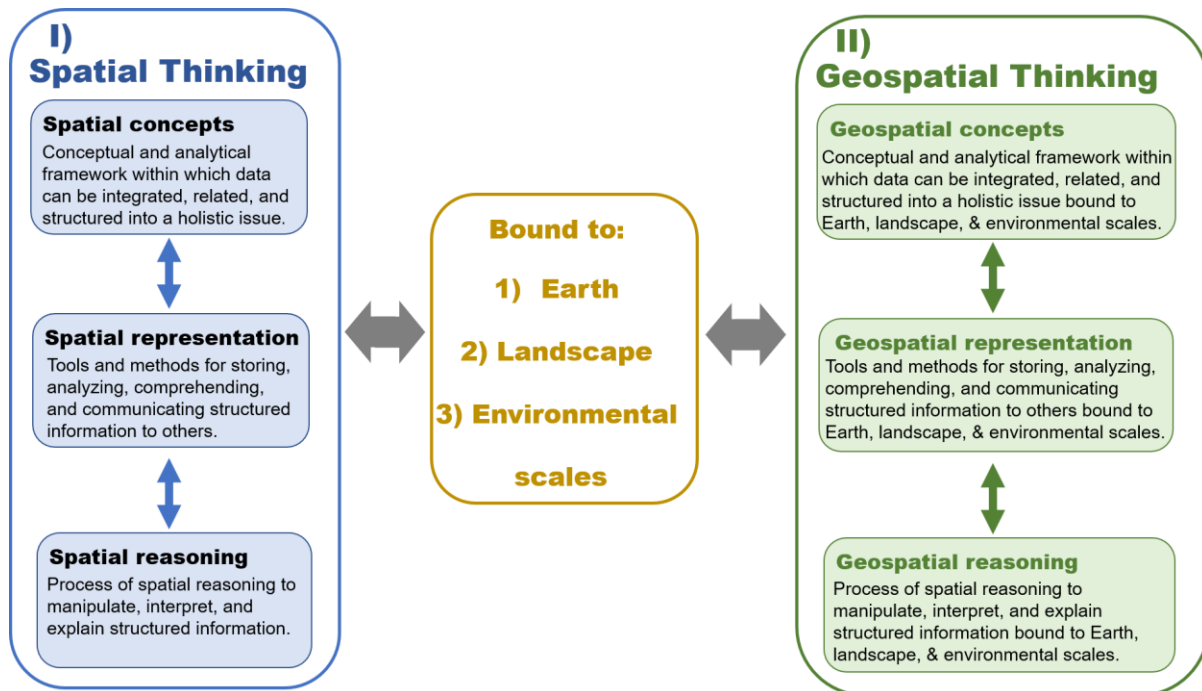 I)
Spatial Thinking
Spatial concepts
Conceptual and analytical
framework within which data
can be integrated, related, and
structured into a holistic issue.
Spatial representation
Tools and methods for storing,
analyzing, comprehending,
and communicating structured
information to others.
Spatial reasoning
Process of spatial reasoning to
manipulate, interpret, and
explain structured information.
Bound to:
1) Earth
2) Landscape
3) Environmental
scales
II)
Geospatial Thinking
Geospatial concepts
Conceptual and analytical framework within
which data can be integrated, related, and
structured into a holistic issue bound to
Earth, landscape, & environmental scales.
Geospatial representation
Tools and methods for storing, analyzing,
comprehending, and communicating
structured information to others bound to
Earth, landscape, & environmental scales.
Geospatial reasoning
Process of spatial reasoning to
manipulate, interpret, and explain
structured information bound to Earth,
landscape, & environmental scales.